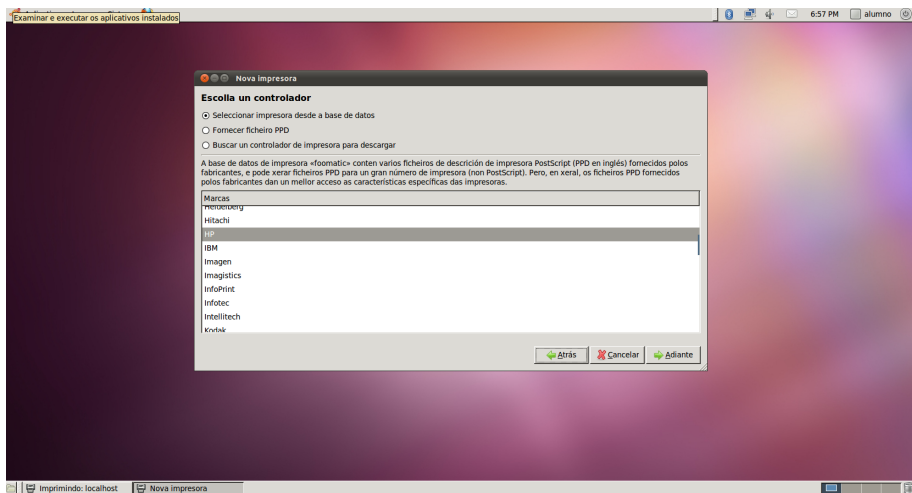 Examinar e executar os aplicativos instalados
6:57 PM
alumno
Nova impresora
Escolla un controlador
Seleccionar impresora desde a base de datos
Fornecer ficheiro PPD
Buscar un controlador de impresora para descargar
A base de datos de impresora «foomatic» conten varios ficheiros de descrición de impresora PostScript (PPD en inglés) fornecidos polos
fabricantes, e pode xerar ficheiros PPD para un gran número de impresora (non PostScript). Pero, en xeral, os ficheiros PPD fornecidos
polos fabricantes dan un mellor acceso as características específicas das impresoras.
Marcas
Heidelberg
Hitachi
HP
IBM
Imagen
Imagistics
InfoPrint
Infotec
Intellitech
Kodak
Atrás
Cancelar
Adiante
Imprimindo: localhost
Nova impresora